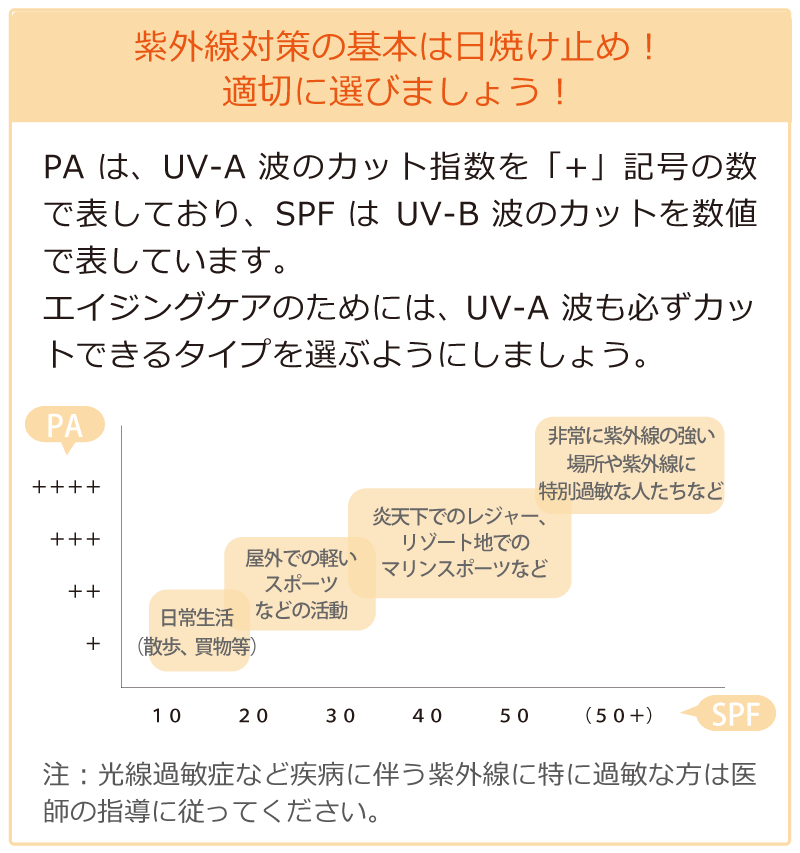 紫外線対策の基本は日焼け止め！
適切に選びましょう！
PA は、UV-A 波のカット指数を「+」記号の数
で表しており、SPF は UV-B 波のカットを数値
で表しています。
エイジングケアのためには、UV-A 波も必ずカッ
トできるタイプを選ぶようにしましょう。
PA
++++
+++
++
+
非常に紫外線の強い
場所や紫外線に
特別過敏な人たちなど
炎天下でのレジャー、
リゾート地での
マリンスポーツなど
屋外での軽い
スポーツ
などの活動
日常生活
（散歩、買物等）
10 20 30 40 50 （50+）
SPF
注：光線過敏症など疾病に伴う紫外線に特に過敏な方は医
師の指導に従ってください。